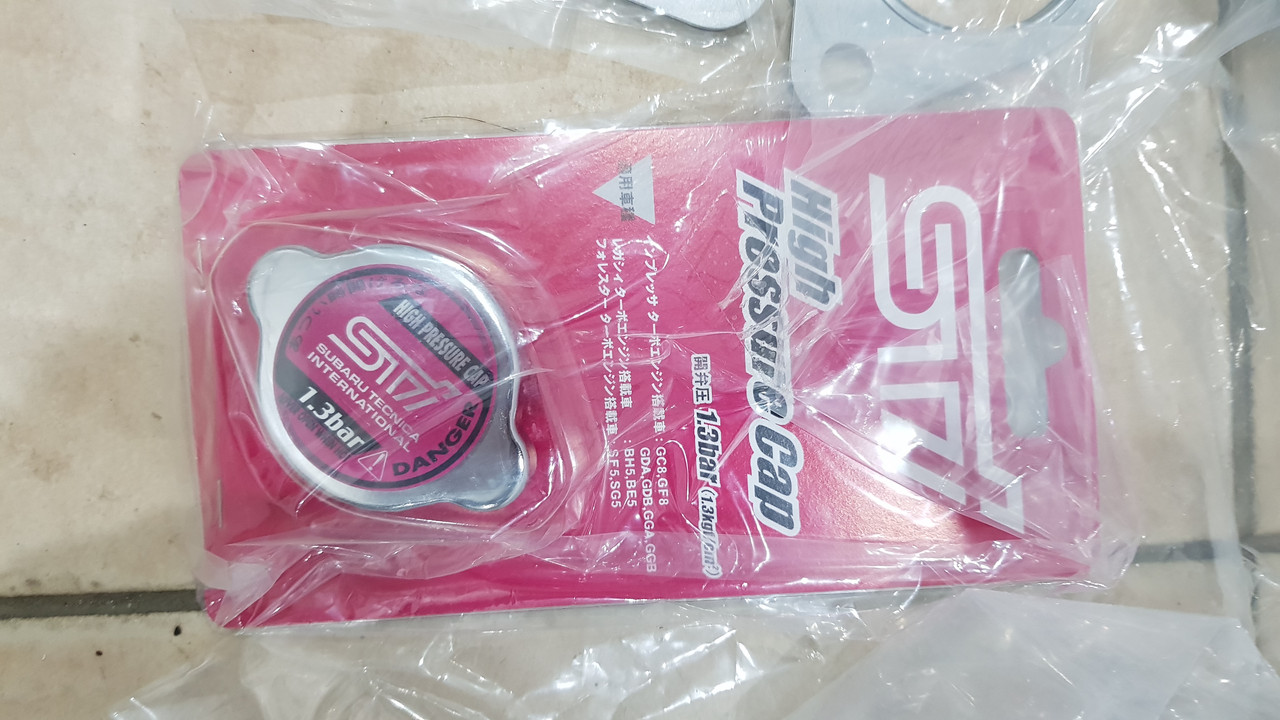 STI
High
Pressure Cap
開弁圧 1.3bar (1.3kgf/cm²)
適用車種
インプレッサ ターボエンジン搭載車 : GC8,GF8
GDA,GDB,GGA,GGB
レガシィ ターボエンジン搭載車 : BH5,BE5
フォレスター ターボエンジン搭載車 : SF5,SG5
HIGH PRESSURE CAP
STI
SUBARU TECNICA
INTERNATIONAL
1.3bar
DANGER